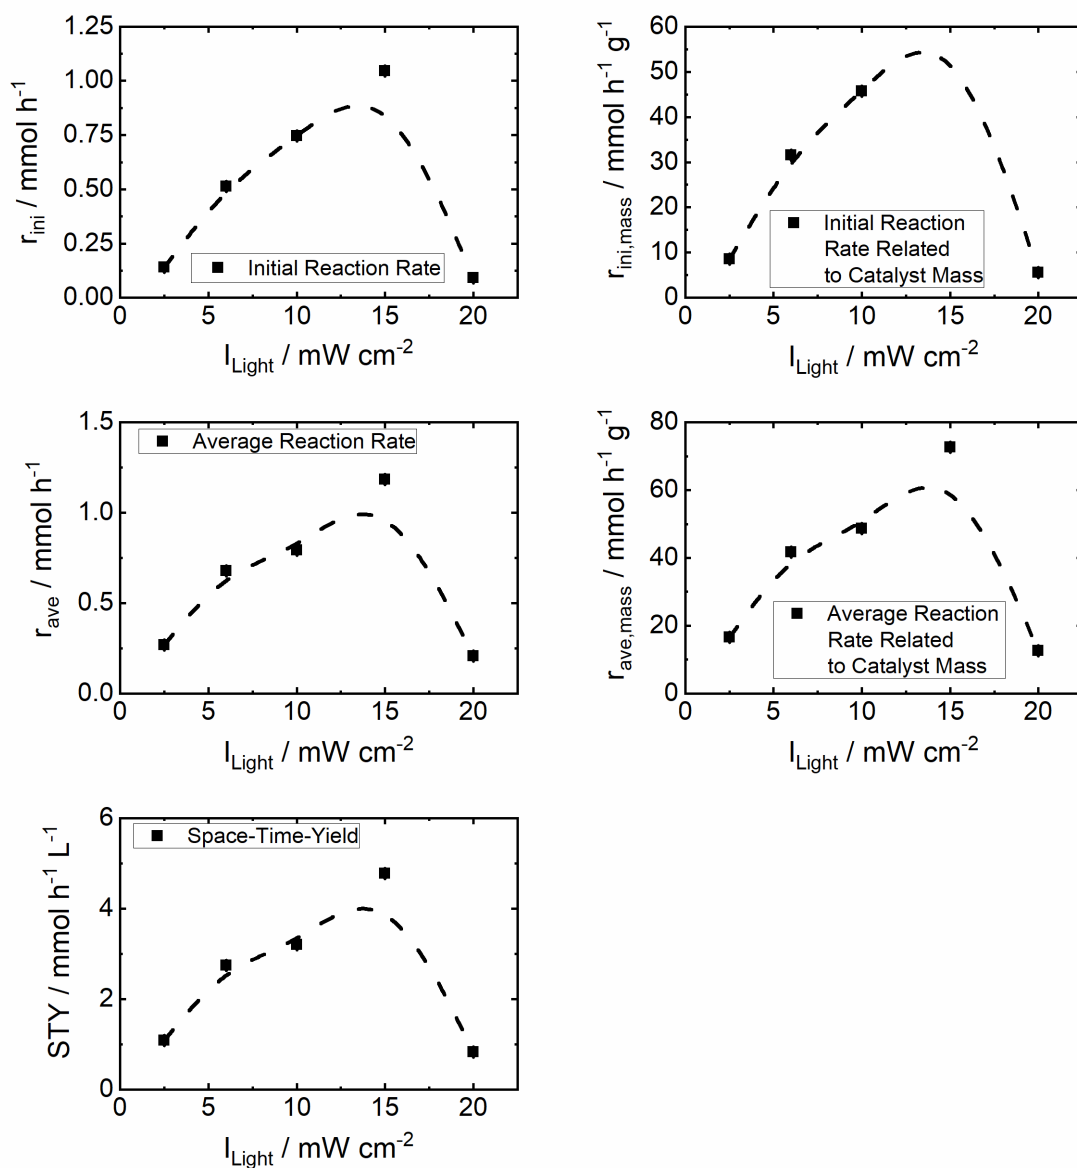 1.25
1.00
0.75
0.50
0.25
0.00
r_ini / mmol h^-1
Initial Reaction Rate
0 5 10 15 20
I_Light / mW cm^-2
60
50
40
30
20
10
0
r_ini,mass / mmol h^-1 g^-1
Initial Reaction
Rate Related
to Catalyst Mass
0 5 10 15 20
I_Light / mW cm^-2
1.5
1.0
0.5
0.0
r_ave / mmol h^-1
Average Reaction Rate
0 5 10 15 20
I_Light / mW cm^-2
80
60
40
20
0
r_ave,mass / mmol h^-1 g^-1
Average Reaction
Rate Related
to Catalyst Mass
0 5 10 15 20
I_Light / mW cm^-2
6
4
2
0
STY / mmol h^-1 L^-1
Space-Time-Yield
0 5 10 15 20
I_Light / mW cm^-2